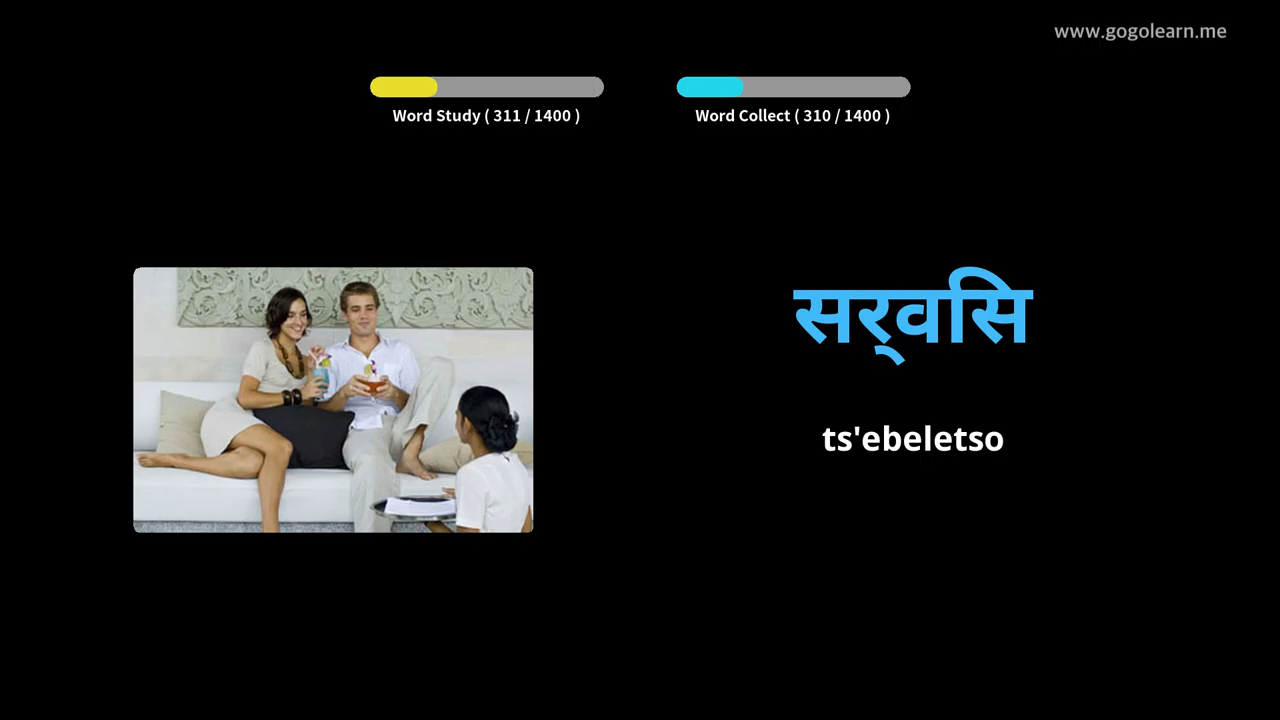 www.gogolearn.me
Word Study ( 311 / 1400 )
Word Collect ( 310 / 1400 )
सर्‌वसि
ts'ebeletso